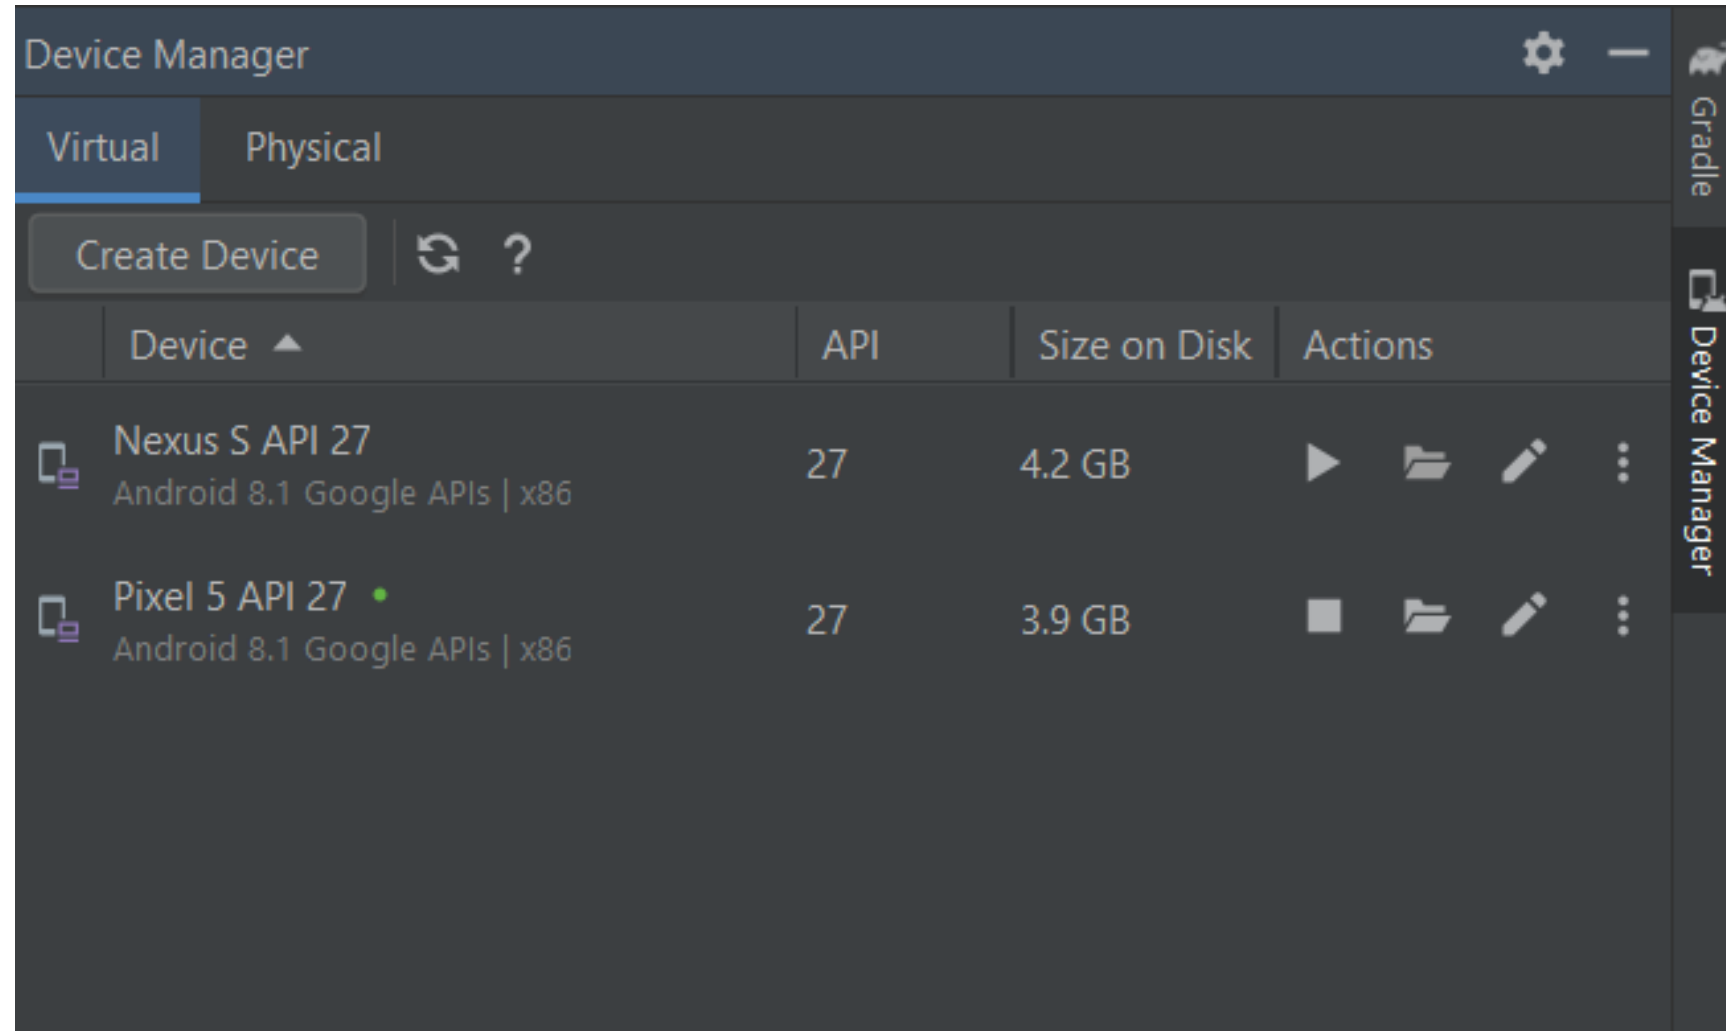 Device Manager
Virtual Physical
Create Device ?
Device API Size on Disk Actions
Nexus S API 27
Android 8.1 Google APIs | x86
27 4.2 GB
Pixel 5 API 27
Android 8.1 Google APIs | x86
27 3.9 GB
Gradle
Device Manager